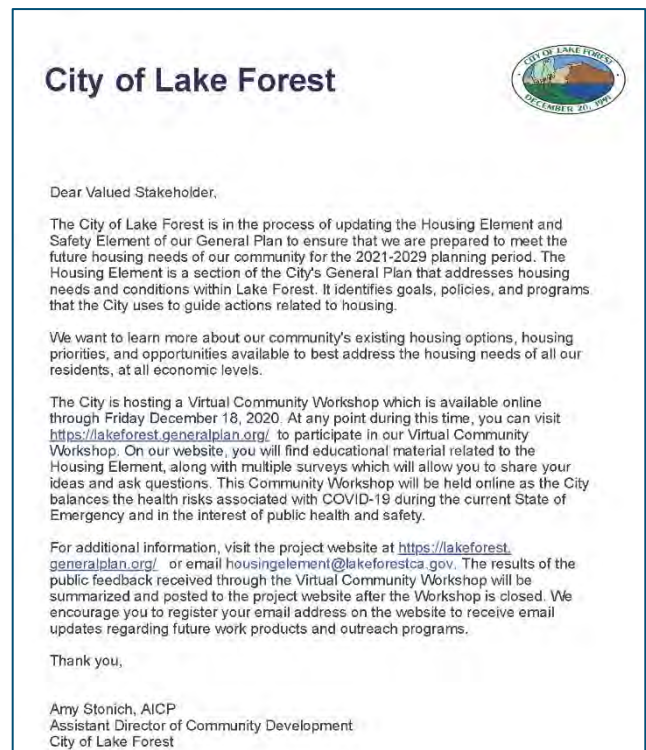 City of Lake Forest
CITY OF LAKE FOREST
DECEMBER 20, 1991
Dear Valued Stakeholder,
The City of Lake Forest is in the process of updating the Housing Element and
Safety Element of our General Plan to ensure that we are prepared to meet the
future housing needs of our community for the 2021-2029 planning period. The
Housing Element is a section of the City's General Plan that addresses housing
needs and conditions within Lake Forest. It identifies goals, policies, and programs
that the City uses to guide actions related to housing.
We want to learn more about our community's existing housing options, housing
priorities, and opportunities available to best address the housing needs of all our
residents, at all economic levels.
The City is hosting a Virtual Community Workshop which is available online
through Friday December 18, 2020. At any point during this time, you can visit
https://lakeforest.generalplan.org/ to participate in our Virtual Community
Workshop. On our website, you will find educational material related to the
Housing Element, along with multiple surveys which will allow you to share your
ideas and ask questions. This Community Workshop will be held online as the City
balances the health risks associated with COVID-19 during the current State of
Emergency and in the interest of public health and safety.
For additional information, visit the project website at https://lakeforest.
generalplan.org/ or email housingelement@lakeforestca.gov. The results of the
public feedback received through the Virtual Community Workshop will be
summarized and posted to the project website after the Workshop is closed. We
encourage you to register your email address on the website to receive email
updates regarding future work products and outreach programs.
Thank you,
Amy Stonich, AICP
Assistant Director of Community Development
City of Lake Forest